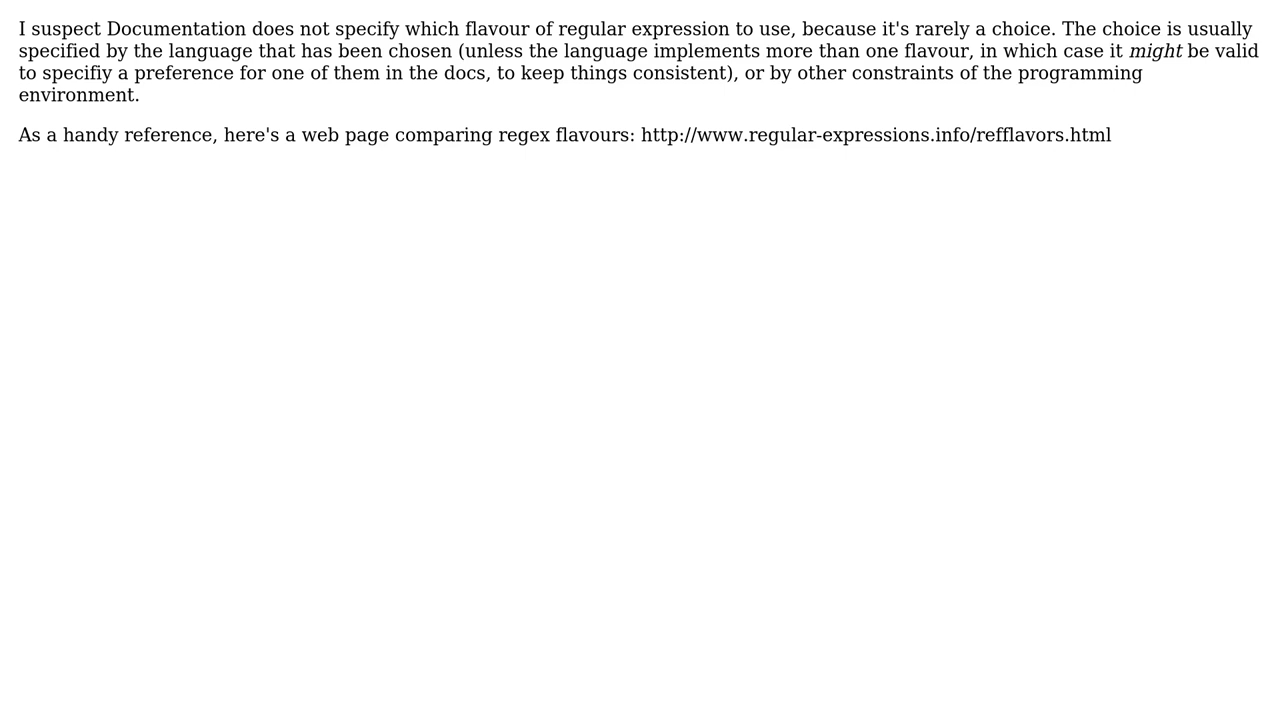 I suspect Documentation does not specify which flavour of regular expression to use, because it's rarely a choice. The choice is usually
specified by the language that has been chosen (unless the language implements more than one flavour, in which case it might be valid
to specifiy a preference for one of them in the docs, to keep things consistent), or by other constraints of the programming
environment.
As a handy reference, here's a web page comparing regex flavours: http://www.regular-expressions.info/refflavors.html